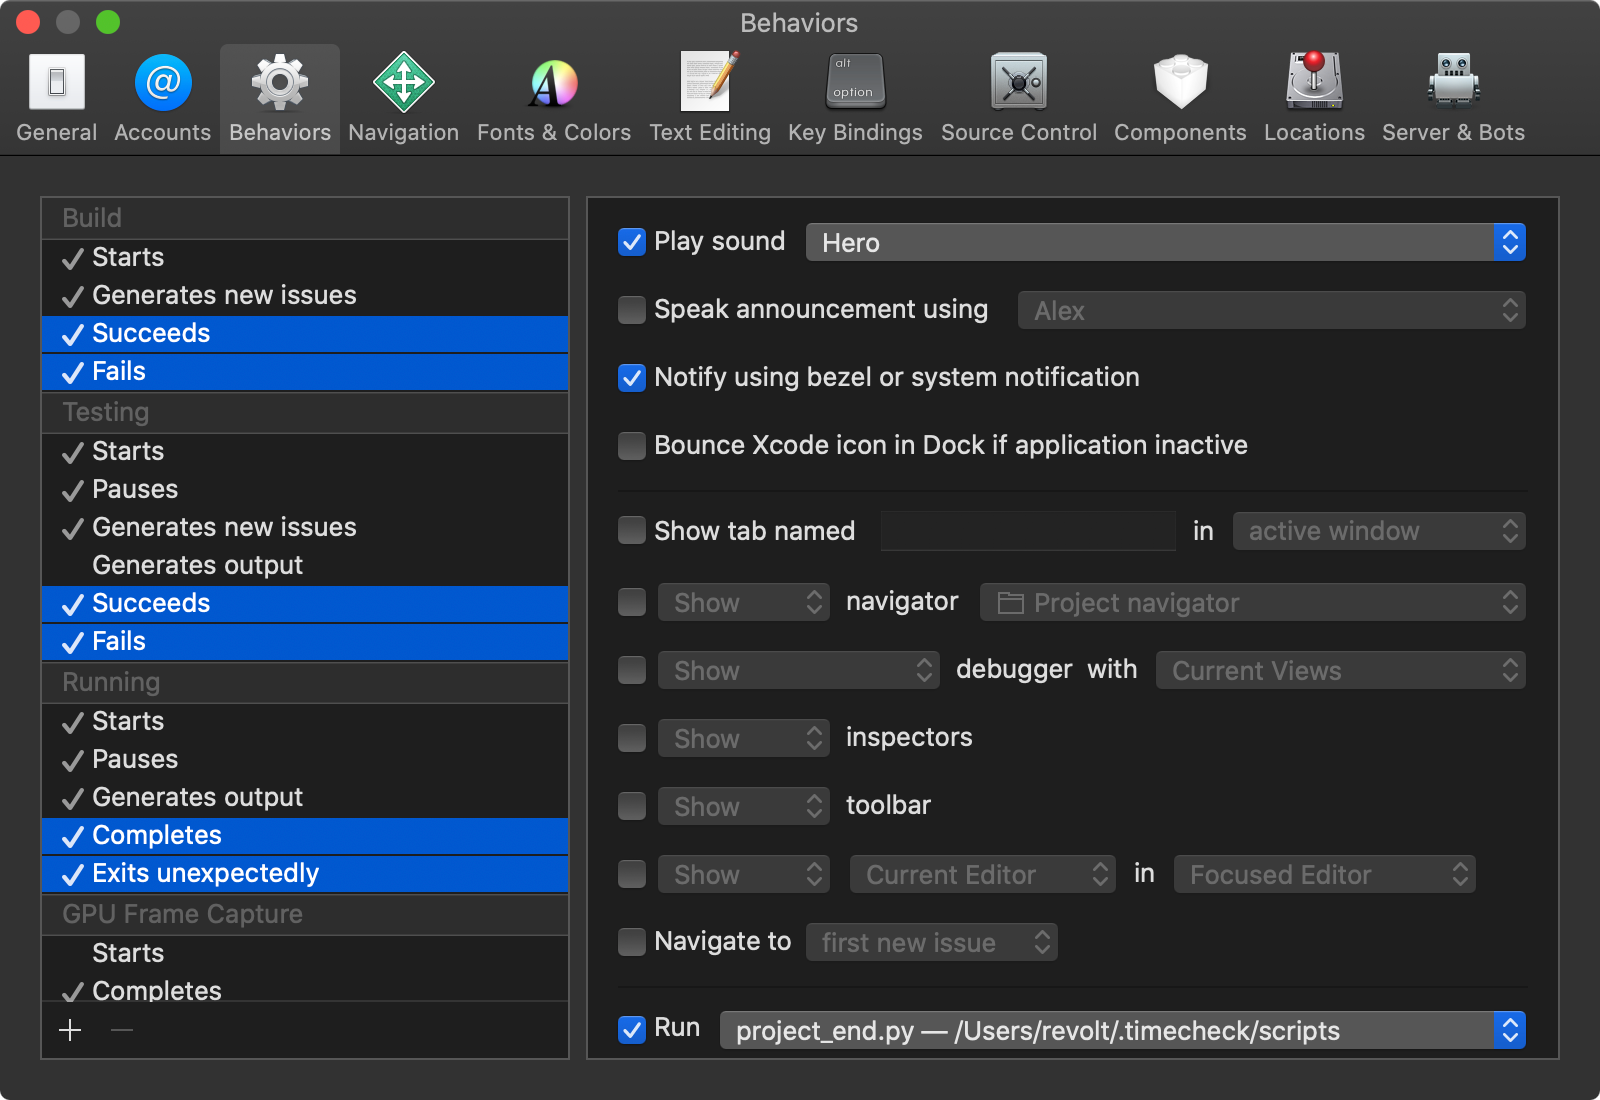 Behaviors
General Accounts Behaviors Navigation Fonts & Colors Text Editing Key Bindings Source Control Components Locations Server & Bots
alt
option
Build
Starts
Generates new issues
Succeeds
Fails
Testing
Starts
Pauses
Generates new issues
Generates output
Succeeds
Fails
Running
Starts
Pauses
Generates output
Completes
Exits unexpectedly
GPU Frame Capture
Starts
Completes
Play sound Hero
Speak announcement using Alex
Notify using bezel or system notification
Bounce Xcode icon in Dock if application inactive
Show tab named in active window
Show navigator Project navigator
Show debugger with Current Views
Show inspectors
Show toolbar
Show Current Editor in Focused Editor
Navigate to first new issue
Run project_end.py — /Users/revolt/.timecheck/scripts